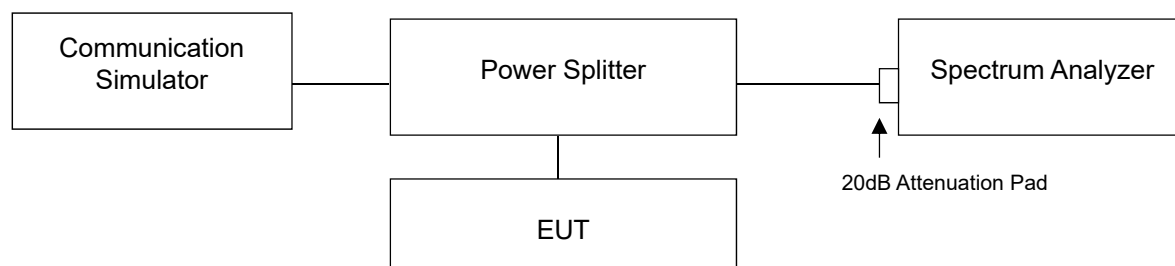 Communication
Simulator
Power Splitter
Spectrum Analyzer
20dB Attenuation Pad
EUT